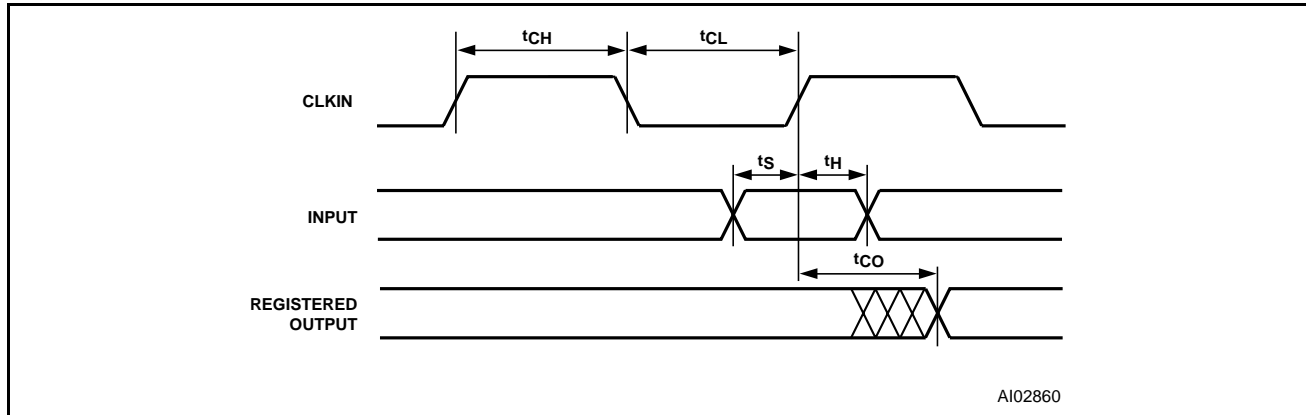 tCH tCL
CLKIN
tS tH
INPUT
tCO
REGISTERED
OUTPUT
AI02860